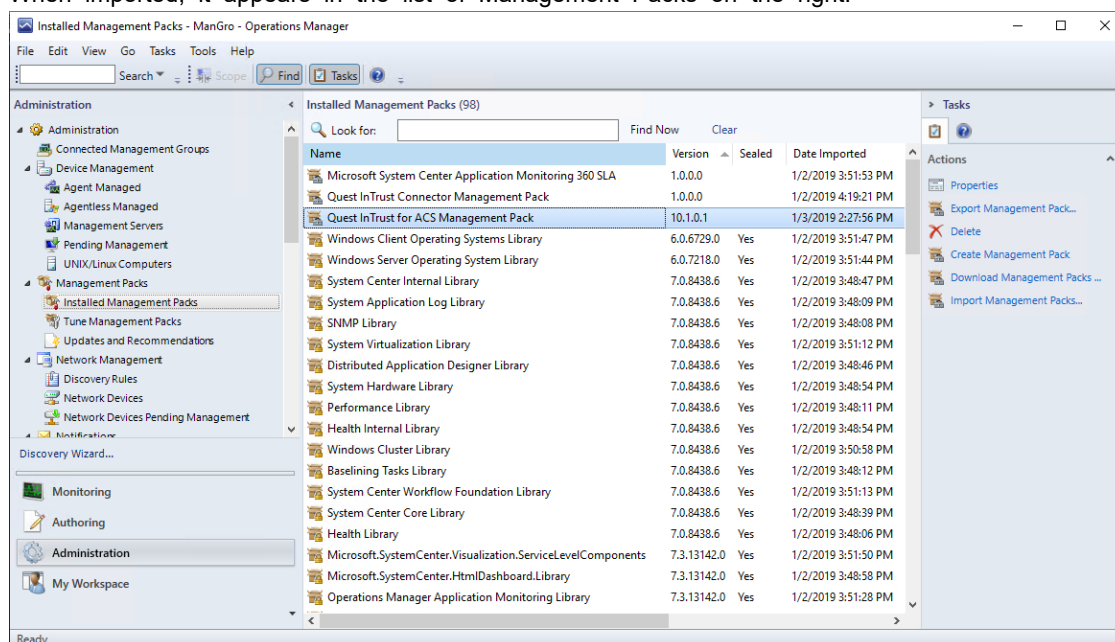 When imported, it appears in the list of Management Packs on the right.
Installed Management Packs - ManGro - Operations Manager
File Edit View Go Tasks Tools Help
Search Scope Find Tasks
Administration
Administration
Connected Management Groups
Device Management
Agent Managed
Agentless Managed
Management Servers
Pending Management
UNIX/Linux Computers
Management Packs
Installed Management Packs
Tune Management Packs
Updates and Recommendations
Network Management
Discovery Rules
Network Devices
Network Devices Pending Management
Notifications
Discovery Wizard...
Monitoring
Authoring
Administration
My Workspace
Installed Management Packs (98)
Look for: Find Now Clear
Name Version Sealed Date Imported
Microsoft System Center Application Monitoring 360 SLA 1.0.0.0 1/2/2019 3:51:53 PM
Quest InTrust Connector Management Pack 1.0.0.0 1/2/2019 4:19:21 PM
Quest InTrust for ACS Management Pack 10.1.0.1 1/3/2019 2:27:56 PM
Windows Client Operating Systems Library 6.0.6729.0 Yes 1/2/2019 3:51:47 PM
Windows Server Operating System Library 6.0.7218.0 Yes 1/2/2019 3:51:44 PM
System Center Internal Library 7.0.8438.6 Yes 1/2/2019 3:48:47 PM
System Application Log Library 7.0.8438.6 Yes 1/2/2019 3:48:09 PM
SNMP Library 7.0.8438.6 Yes 1/2/2019 3:48:08 PM
System Virtualization Library 7.0.8438.6 Yes 1/2/2019 3:51:12 PM
Distributed Application Designer Library 7.0.8438.6 Yes 1/2/2019 3:48:46 PM
System Hardware Library 7.0.8438.6 Yes 1/2/2019 3:48:54 PM
Performance Library 7.0.8438.6 Yes 1/2/2019 3:48:11 PM
Health Internal Library 7.0.8438.6 Yes 1/2/2019 3:48:54 PM
Windows Cluster Library 7.0.8438.6 Yes 1/2/2019 3:50:58 PM
Baselining Tasks Library 7.0.8438.6 Yes 1/2/2019 3:48:12 PM
System Center Workflow Foundation Library 7.0.8438.6 Yes 1/2/2019 3:51:13 PM
System Center Core Library 7.0.8438.6 Yes 1/2/2019 3:48:39 PM
Health Library 7.0.8438.6 Yes 1/2/2019 3:48:06 PM
Microsoft.SystemCenter.Visualization.ServiceLevelComponents 7.3.13142.0 Yes 1/2/2019 3:51:50 PM
Microsoft.SystemCenter.HtmlDashboard.Library 7.3.13142.0 Yes 1/2/2019 3:48:58 PM
Operations Manager Application Monitoring Library 7.3.13142.0 Yes 1/2/2019 3:51:28 PM
Tasks
Actions
Properties
Export Management Pack...
Delete
Create Management Pack
Download Management Packs ...
Import Management Packs...
Ready